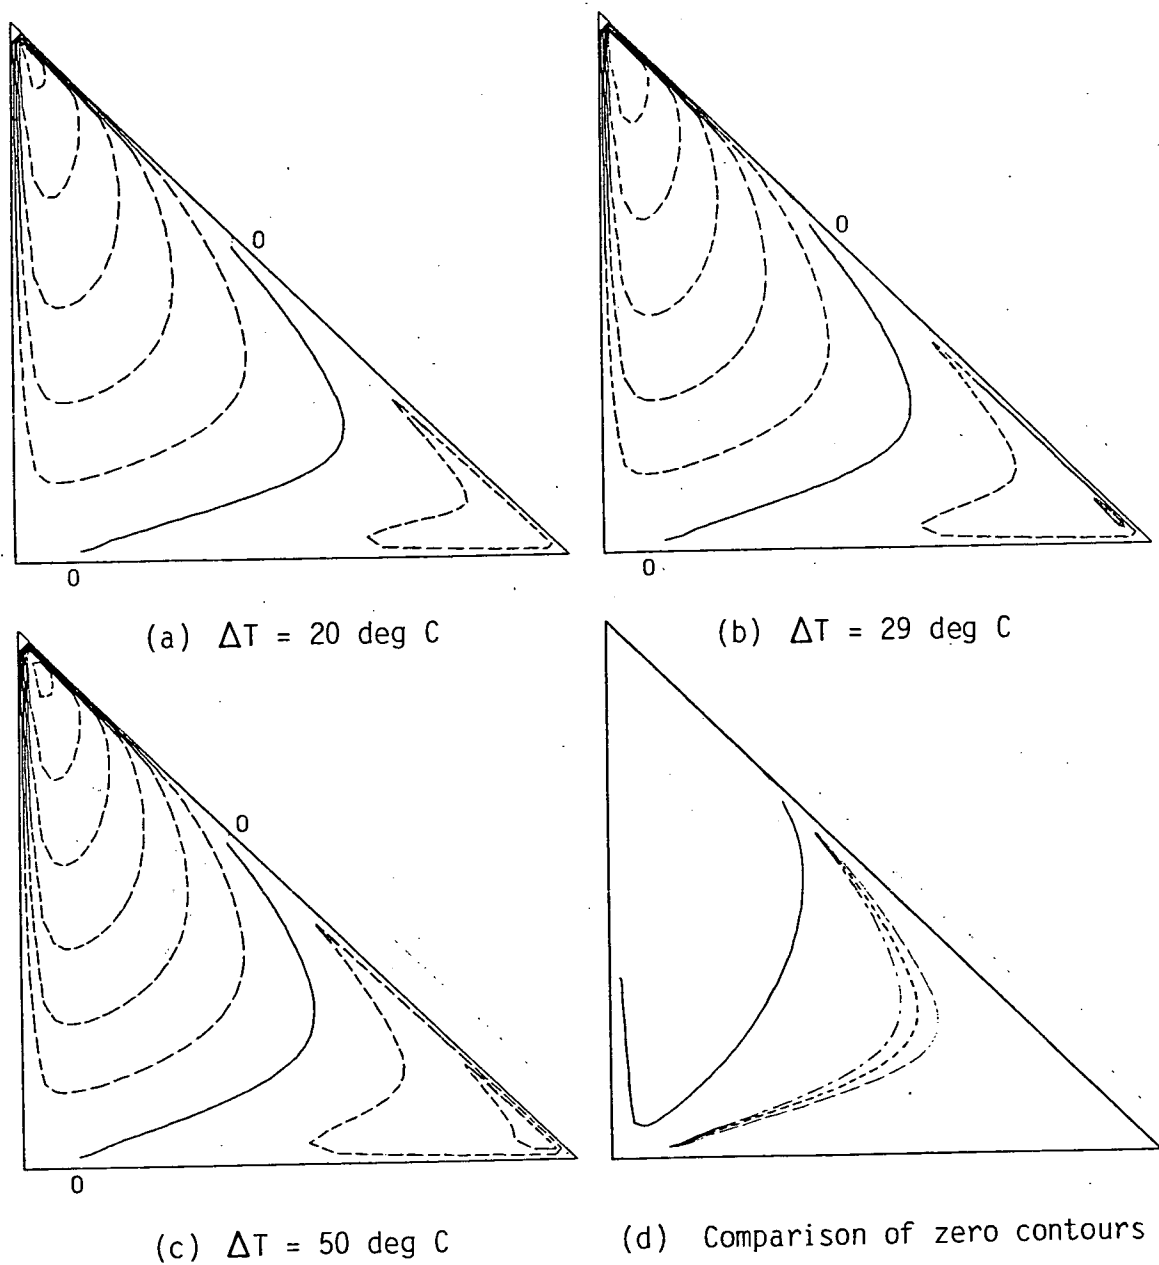 0
0
0
0
(a) ΔT = 20 deg C
(b) ΔT = 29 deg C
0
0
(c) ΔT = 50 deg C
(d) Comparison of zero contours